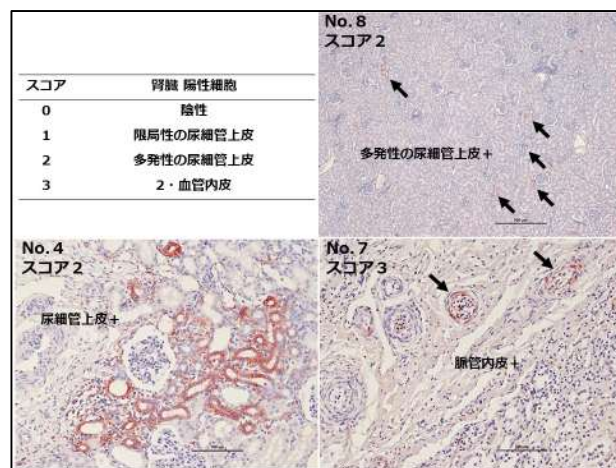 スコア 腎臓 陽性細胞
0 陰性
1 限局性の尿細管上皮
2 多発性の尿細管上皮
3 2・血管内皮
No. 8
スコア 2
多発性の尿細管上皮+
No. 4
スコア 2
尿細管上皮+
No. 7
スコア 3
脈管内皮+